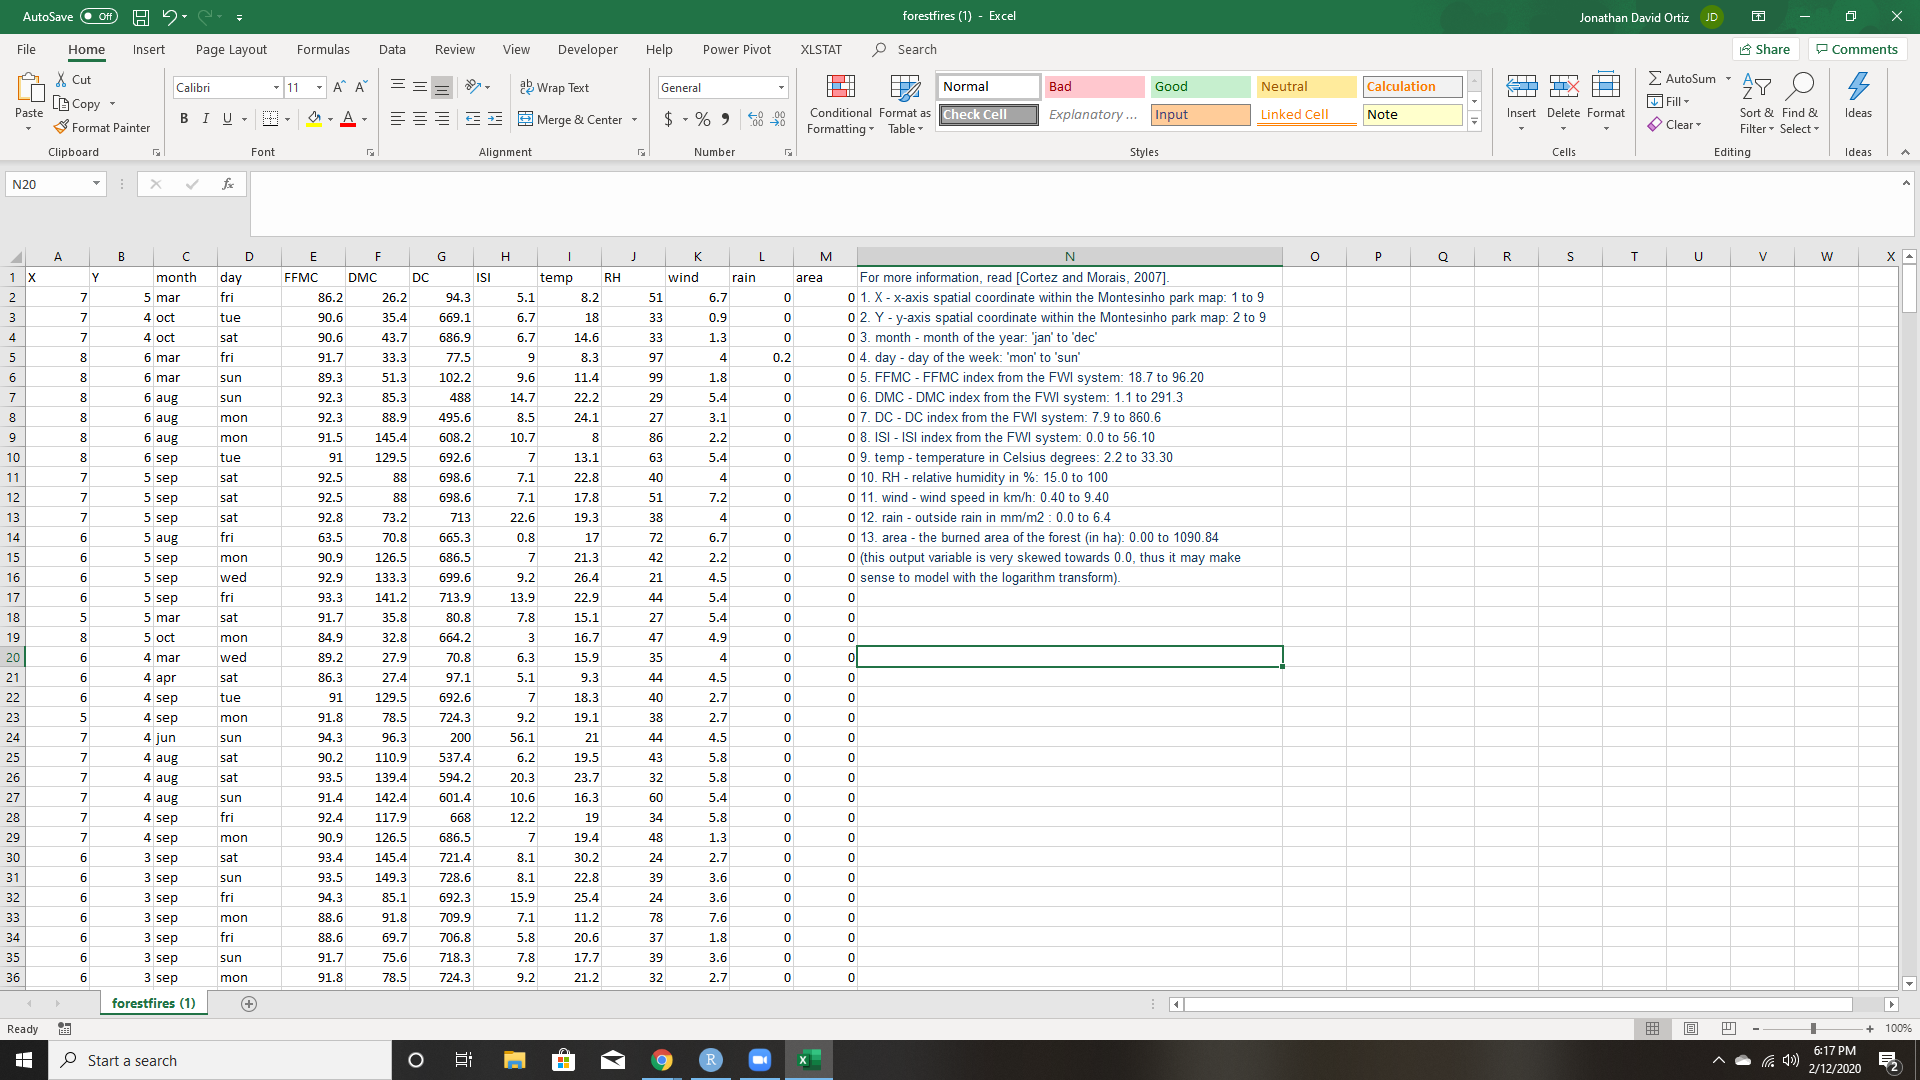 AutoSave Off forestfires (1) - Excel Jonathan David Ortiz JD
File Home Insert Page Layout Formulas Data Review View Developer Help Power Pivot XLSTAT Search Share Comments
Paste Cut Copy Format Painter Clipboard
Calibri 11 B I U A Font
Wrap Text Merge & Center Alignment
General $ % Number
Conditional Formatting Format as Table
Normal Bad Good Neutral Calculation
Check Cell Explanatory ... Input Linked Cell Note
Styles
Insert Delete Format Cells
AutoSum Fill Clear Sort & Filter Find & Select Editing
Ideas Ideas
N20 fx
A B C D E F G H I J K L M N O P Q R S T U V W X
1 X Y month day FFMC DMC DC ISI temp RH wind rain area For more information, read [Cortez and Morais, 2007].
2 7 5 mar fri 86.2 26.2 94.3 5.1 8.2 51 6.7 0 0 1. X - x-axis spatial coordinate within the Montesinho park map: 1 to 9
3 7 4 oct tue 90.6 35.4 669.1 6.7 18 33 0.9 0 0 2. Y - y-axis spatial coordinate within the Montesinho park map: 2 to 9
4 7 4 oct sat 90.6 43.7 686.9 6.7 14.6 33 1.3 0 0 3. month - month of the year: 'jan' to 'dec'
5 8 6 mar fri 91.7 33.3 77.5 9 8.3 97 4 0.2 0 4. day - day of the week: 'mon' to 'sun'
6 8 6 mar sun 89.3 51.3 102.2 9.6 11.4 99 1.8 0 0 5. FFMC - FFMC index from the FWI system: 18.7 to 96.20
7 8 6 aug sun 92.3 85.3 488 14.7 22.2 29 5.4 0 0 6. DMC - DMC index from the FWI system: 1.1 to 291.3
8 8 6 aug mon 92.3 88.9 495.6 8.5 24.1 27 3.1 0 0 7. DC - DC index from the FWI system: 7.9 to 860.6
9 8 6 aug mon 91.5 145.4 608.2 10.7 8 86 2.2 0 0 8. ISI - ISI index from the FWI system: 0.0 to 56.10
10 8 6 sep tue 91 129.5 692.6 7 13.1 63 5.4 0 0 9. temp - temperature in Celsius degrees: 2.2 to 33.30
11 7 5 sep sat 92.5 88 698.6 7.1 22.8 40 4 0 0 10. RH - relative humidity in %: 15.0 to 100
12 7 5 sep sat 92.5 88 698.6 7.1 17.8 51 7.2 0 0 11. wind - wind speed in km/h: 0.40 to 9.40
13 7 5 sep sat 92.8 73.2 713 22.6 19.3 38 4 0 0 12. rain - outside rain in mm/m2 : 0.0 to 6.4
14 6 5 aug fri 63.5 70.8 665.3 0.8 17 72 6.7 0 0 13. area - the burned area of the forest (in ha): 0.00 to 1090.84
15 6 5 sep mon 90.9 126.5 686.5 7 21.3 42 2.2 0 0 (this output variable is very skewed towards 0.0, thus it may make
16 6 5 sep wed 92.9 133.3 699.6 9.2 26.4 21 4.5 0 0 sense to model with the logarithm transform).
17 6 5 sep fri 93.3 141.2 713.9 13.9 22.9 44 5.4 0 0
18 5 5 mar sat 91.7 35.8 80.8 7.8 15.1 27 5.4 0 0
19 8 5 oct mon 84.9 32.8 664.2 3 16.7 47 4.9 0 0
20 6 4 mar wed 89.2 27.9 70.8 6.3 15.9 35 4 0 0
21 6 4 apr sat 86.3 27.4 97.1 5.1 9.3 44 4.5 0 0
22 6 4 sep tue 91 129.5 692.6 7 18.3 40 2.7 0 0
23 5 4 sep mon 91.8 78.5 724.3 9.2 19.1 38 2.7 0 0
24 7 4 jun sun 94.3 96.3 200 56.1 21 44 4.5 0 0
25 7 4 aug sat 90.2 110.9 537.4 6.2 19.5 43 5.8 0 0
26 7 4 aug sat 93.5 139.4 594.2 20.3 23.7 32 5.8 0 0
27 7 4 aug sun 91.4 142.4 601.4 10.6 16.3 60 5.4 0 0
28 7 4 sep fri 92.4 117.9 668 12.2 19 34 5.8 0 0
29 7 4 sep mon 90.9 126.5 686.5 7 19.4 48 1.3 0 0
30 6 3 sep sat 93.4 145.4 721.4 8.1 30.2 24 2.7 0 0
31 6 3 sep sun 93.5 149.3 728.6 8.1 22.8 39 3.6 0 0
32 6 3 sep fri 94.3 85.1 692.3 15.9 25.4 24 3.6 0 0
33 6 3 sep mon 88.6 91.8 709.9 7.1 11.2 78 7.6 0 0
34 6 3 sep fri 88.6 69.7 706.8 5.8 20.6 37 1.8 0 0
35 6 3 sep sun 91.7 75.6 718.3 7.8 17.7 39 3.6 0 0
36 6 3 sep mon 91.8 78.5 724.3 9.2 21.2 32 2.7 0 0
forestfires (1)
Ready 100%
Start a search 6:17 PM
2/12/2020 2